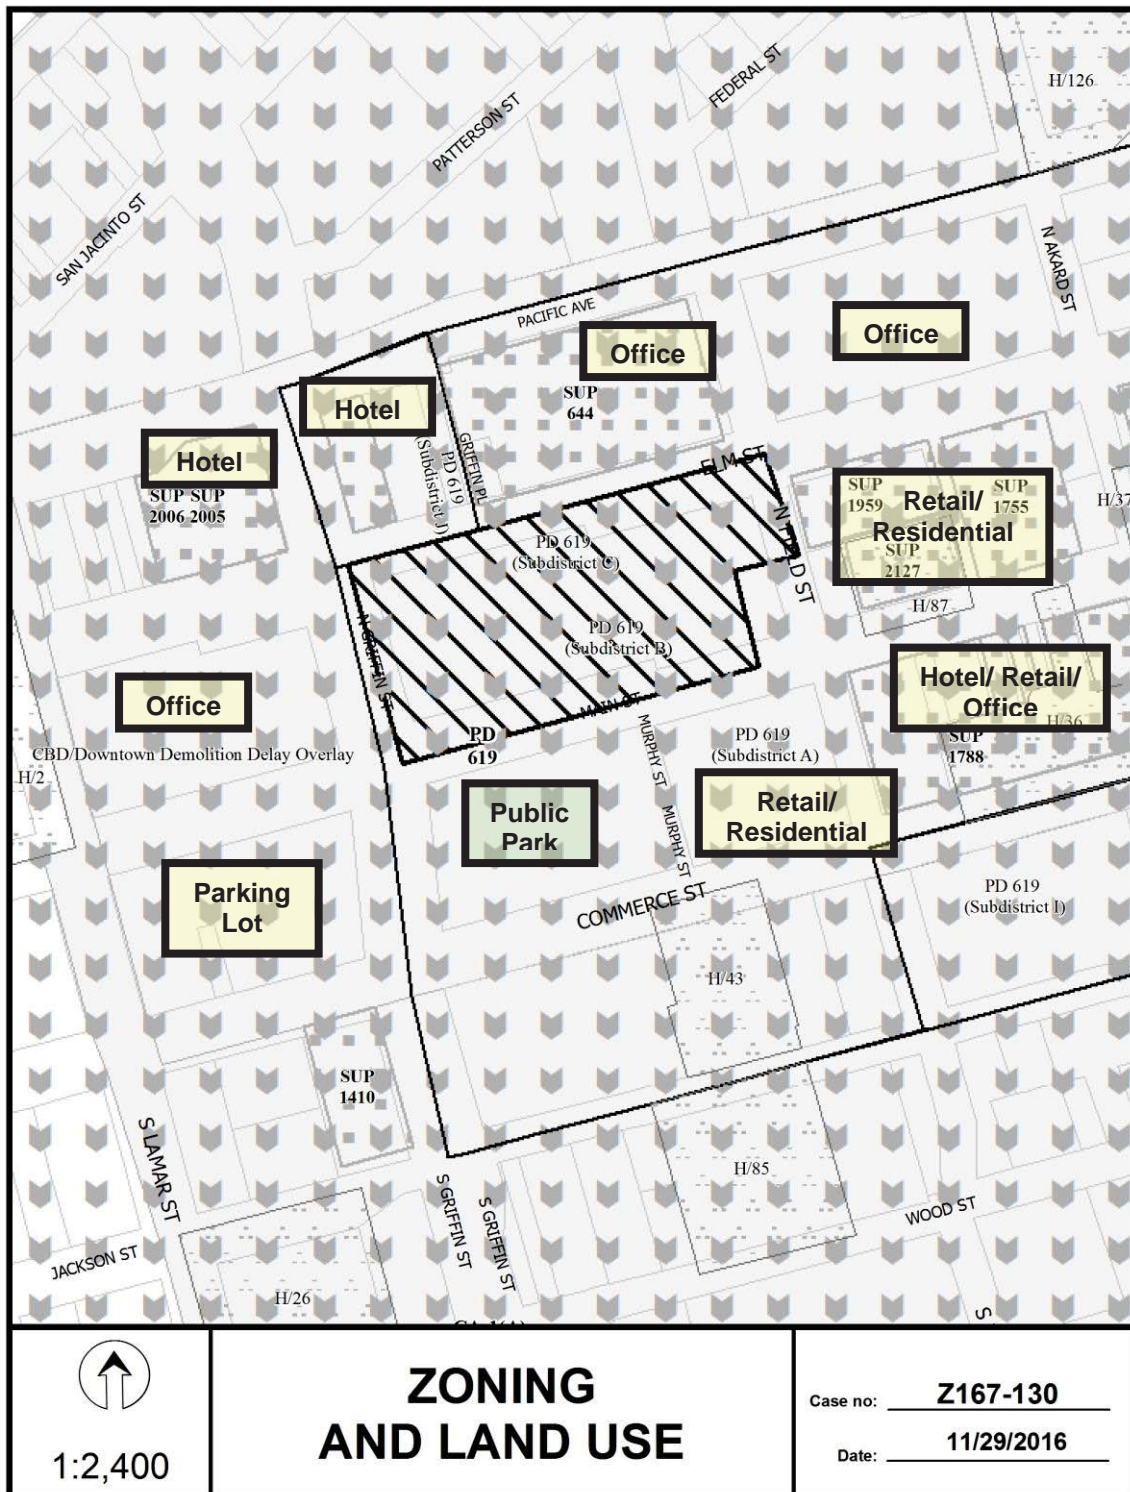 FEDERAL ST
H/126
PATTERSON ST
SAN JACINTO ST
N AKARD ST
PACIFIC AVE
Office
Office
SUP
644
Hotel
GRIFFIN PL
PD 619
(Subdistrict J)
Hotel
SUP SUP
2006 2005
ELM ST
N FIELD ST
SUP
1959
Retail/
Residential
SUP
1755
SUP
2127
H/37
H/87
PD 619
(Subdistrict C)
PD 619
(Subdistrict B)
N GRIFFIN ST
Hotel/ Retail/
Office
H/36
SUP
1788
Office
MAIN ST
PD
619
MURPHY ST
PD 619
(Subdistrict A)
CBD/Downtown Demolition Delay Overlay
H/2
Public
Park
MURPHY ST
Retail/
Residential
Parking
Lot
COMMERCE ST
PD 619
(Subdistrict I)
H/43
SUP
1410
S LAMAR ST
H/85
S GRIFFIN ST
S GRIFFIN ST
WOOD ST
JACKSON ST
H/26
S
1:2,400
ZONING
AND LAND USE
Case no: Z167-130
Date: 11/29/2016